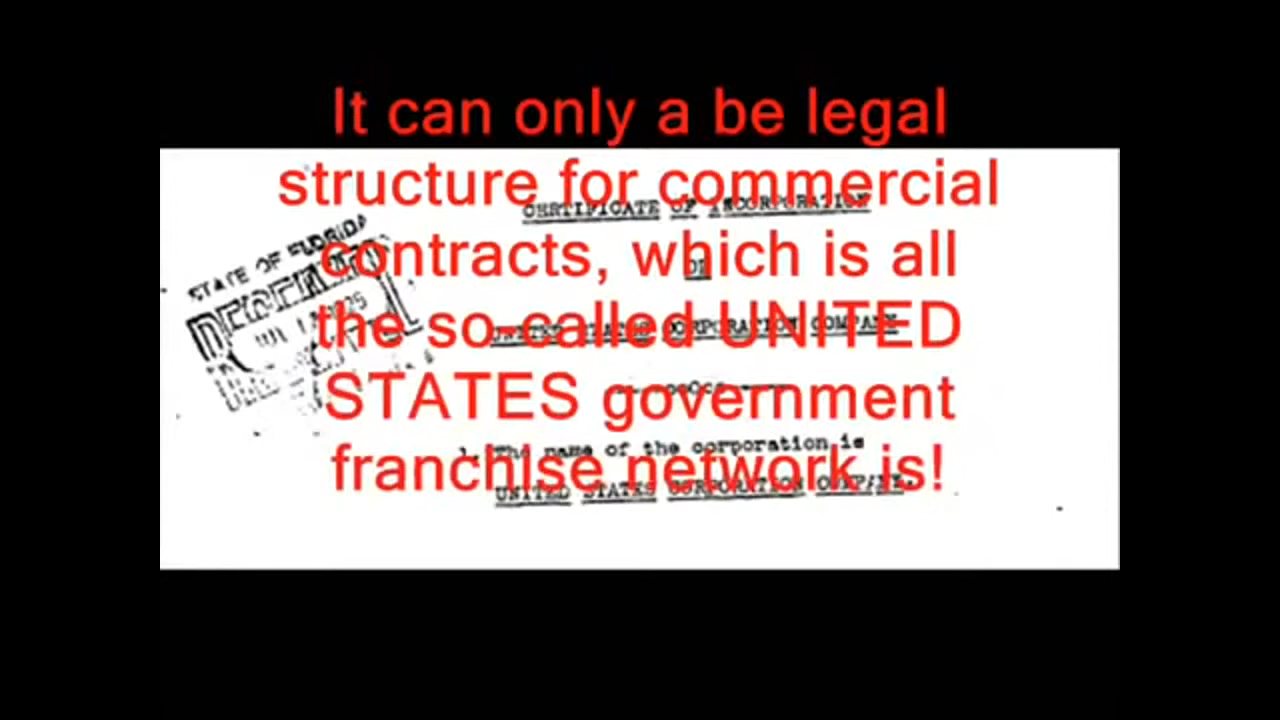 It can only a be legal
structure for commercial
CERTIFICATE OF INCORPORATION
STATE OF FLORIDA
contracts, which is all
OF
the so-called UNITED
UNITED STATES CORPORATION COMPANY
STATES government
1. The name of the corporation is
franchise network is!
UNITED STATES CORPORATION COMPANY.